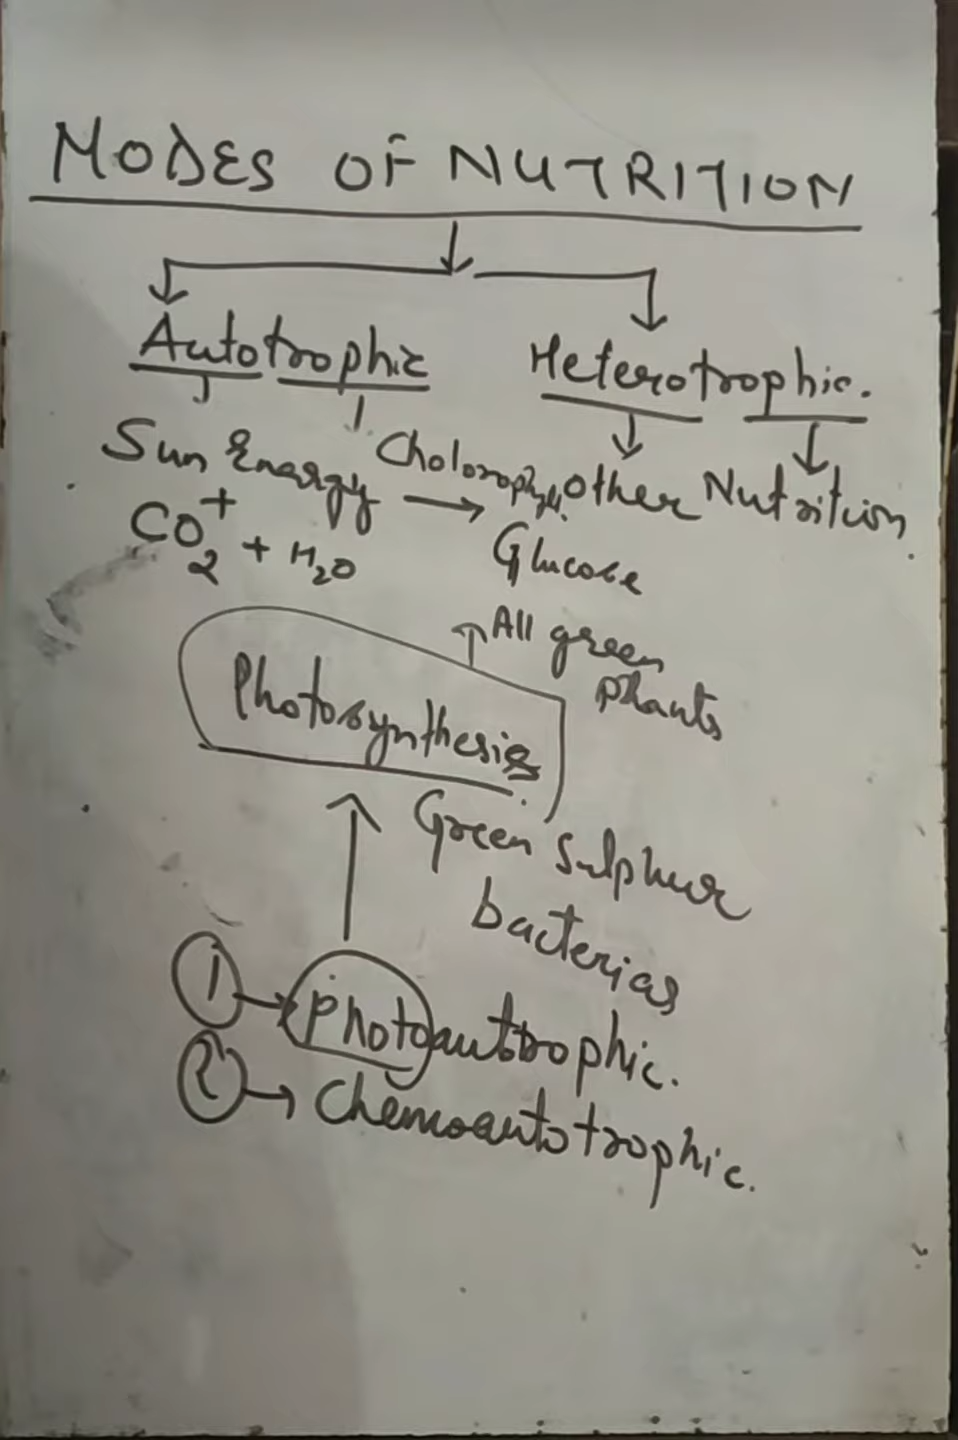 MODES OF NUTRITION
Autotrophic Heterotrophic.
Sun Energy Cholorophyll. Other Nutrition.
CO2 + H2O Glucose
All green
plants
Photosynthesis
Green Sulphur
bacterias
1 Photoauttrophic.
2 Chemoautotrophic.